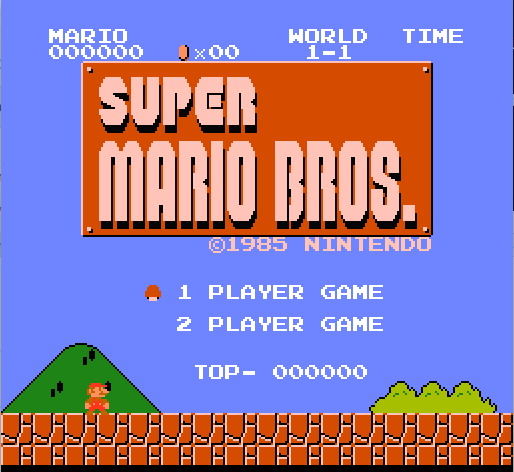 MARIO WORLD TIME
000000 ×00 1-1
SUPER
MARIO BROS.
©1985 NINTENDO
1 PLAYER GAME
2 PLAYER GAME
TOP- 000000